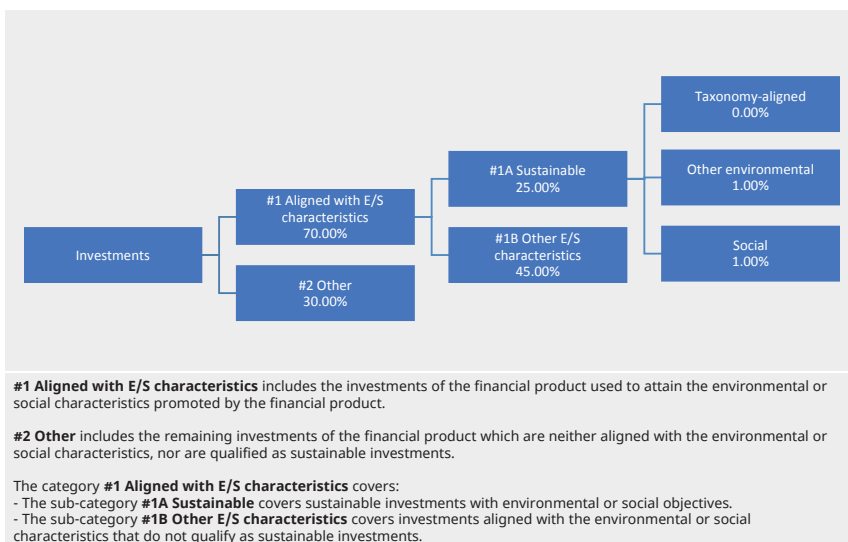 Taxonomy-aligned
0.00%
#1A Sustainable
25.00%
Other environmental
1.00%
#1 Aligned with E/S
characteristics
70.00%
#1B Other E/S
characteristics
45.00%
Social
1.00%
Investments
#2 Other
30.00%
#1 Aligned with E/S characteristics includes the investments of the financial product used to attain the environmental or
social characteristics promoted by the financial product.
#2 Other includes the remaining investments of the financial product which are neither aligned with the environmental or
social characteristics, nor are qualified as sustainable investments.
The category #1 Aligned with E/S characteristics covers:
- The sub-category #1A Sustainable covers sustainable investments with environmental or social objectives.
- The sub-category #1B Other E/S characteristics covers investments aligned with the environmental or social
characteristics that do not qualify as sustainable investments.